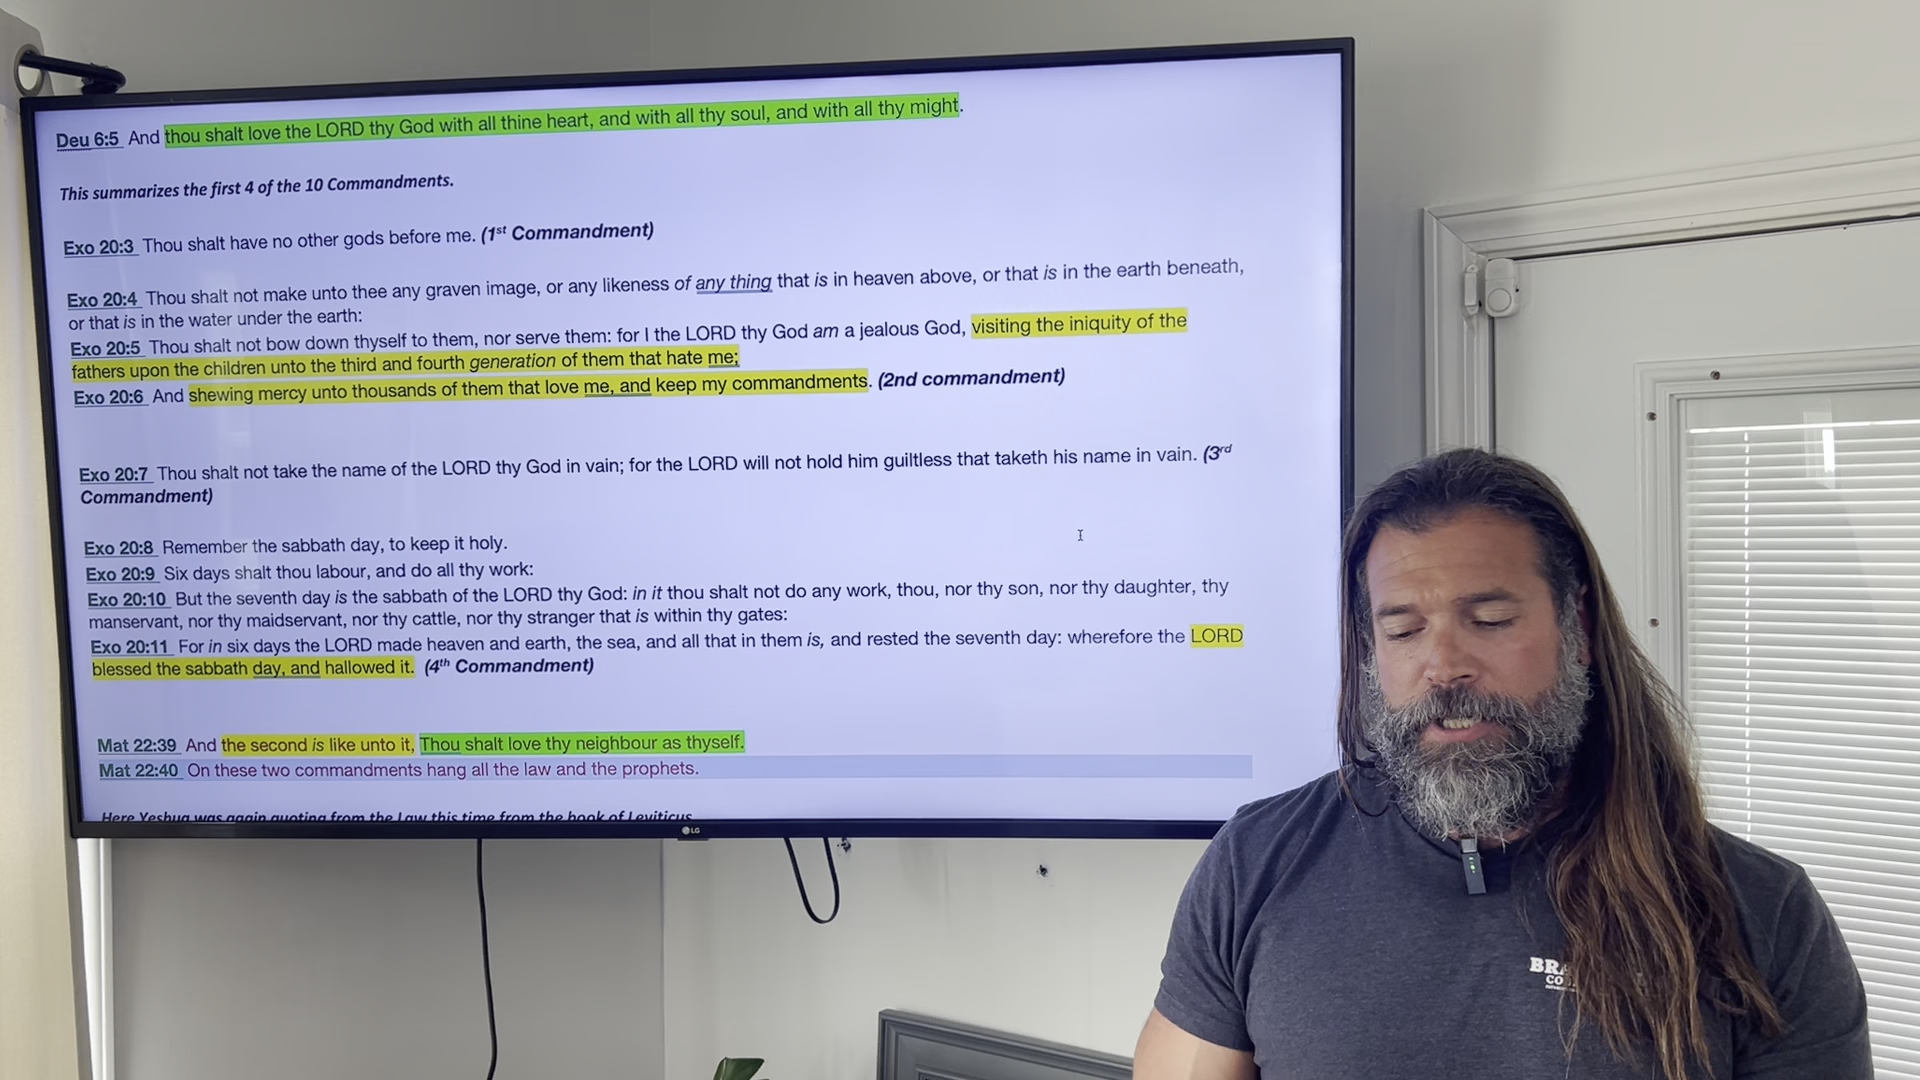 Deu 6:5 And thou shalt love the LORD thy God with all thine heart, and with all thy soul, and with all thy might.
This summarizes the first 4 of the 10 Commandments.
Exo 20:3 Thou shalt have no other gods before me. (1st Commandment)
Exo 20:4 Thou shalt not make unto thee any graven image, or any likeness of any thing that is in heaven above, or that is in the earth beneath,
or that is in the water under the earth:
Exo 20:5 Thou shalt not bow down thyself to them, nor serve them: for I the LORD thy God am a jealous God, visiting the iniquity of the
fathers upon the children unto the third and fourth generation of them that hate me;
Exo 20:6 And shewing mercy unto thousands of them that love me, and keep my commandments. (2nd commandment)
Exo 20:7 Thou shalt not take the name of the LORD thy God in vain; for the LORD will not hold him guiltless that taketh his name in vain. (3rd
Commandment)
Exo 20:8 Remember the sabbath day, to keep it holy.
Exo 20:9 Six days shalt thou labour, and do all thy work:
Exo 20:10 But the seventh day is the sabbath of the LORD thy God: in it thou shalt not do any work, thou, nor thy son, nor thy daughter, thy
manservant, nor thy maidservant, nor thy cattle, nor thy stranger that is within thy gates:
Exo 20:11 For in six days the LORD made heaven and earth, the sea, and all that in them is, and rested the seventh day: wherefore the LORD
blessed the sabbath day, and hallowed it. (4th Commandment)
Mat 22:39 And the second is like unto it, Thou shalt love thy neighbour as thyself.
Mat 22:40 On these two commandments hang all the law and the prophets.
Here Yeshua was again quoting from the Law this time from the book of Leviticus
LG